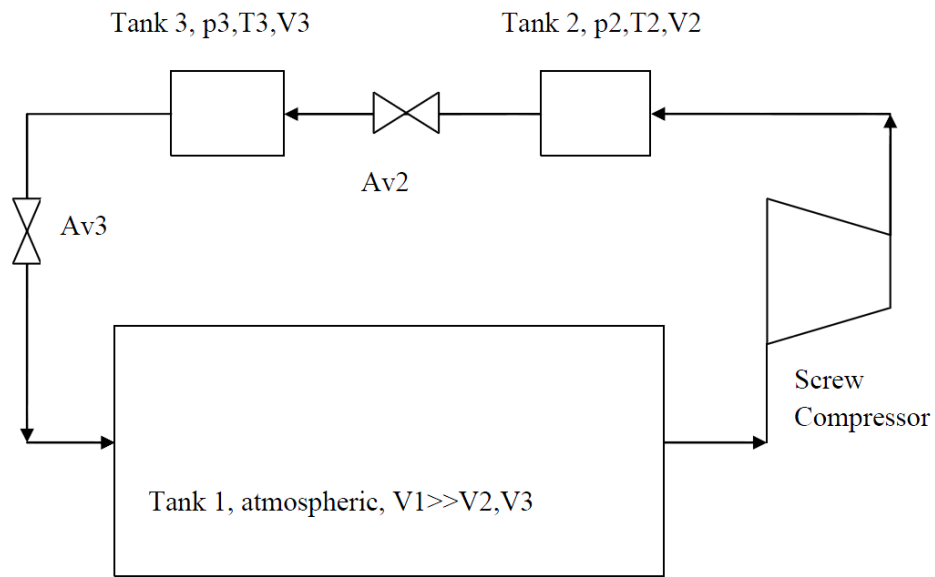 Tank 3, p3,T3,V3
Tank 2, p2,T2,V2
Av2
Av3
Screw
Compressor
Tank 1, atmospheric, V1>>V2,V3